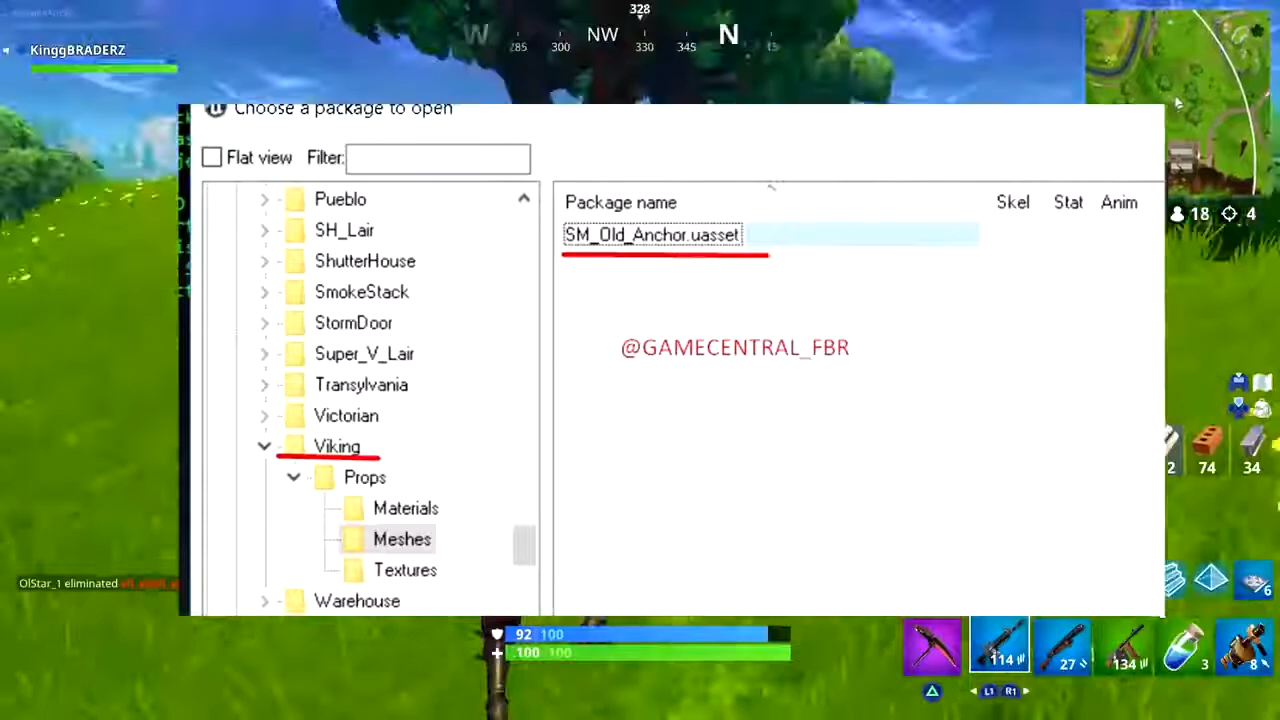 328
W 285 300 NW 330 345 N 15
KinggBRADERZ
Choose a package to open
Flat view Filter:
Pueblo
SH_Lair
ShutterHouse
SmokeStack
StormDoor
Super_V_Lair
Transylvania
Victorian
Viking
Props
Materials
Meshes
Textures
Warehouse
Package name Skel Stat Anim
SM_Old_Anchor.uasset
@GAMECENTRAL_FBR
18 4
2 74 34
6
OlStar_1 eliminated
92 100
100 100
114 27 134 3 8
L1 R1